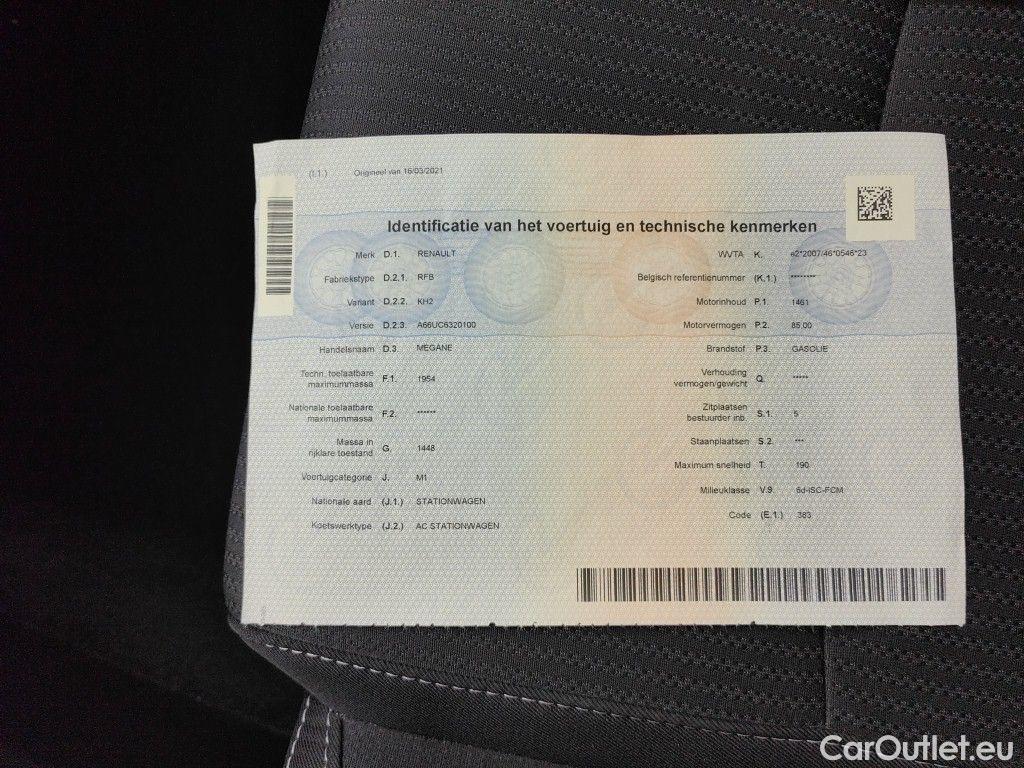 (I.1.) Origineel van 16/03/2021
Identificatie van het voertuig en technische kenmerken
Merk D.1. RENAULT
Fabriekstype D.2.1. RFB
Variant D.2.2. KH2
Versie D.2.3. A66UC6320100
Handelsnaam D.3. MEGANE
Techn. toelaatbare
maximummassa F.1. 1954
Nationale toelaatbare
maximummassa F.2. ******
Massa in
rijklare toestand G. 1448
Voertuigcategorie J. M1
Nationale aard (J.1.) STATIONWAGEN
Koetswerktype (J.2.) AC STATIONWAGEN
WVTA K. e2*2007/46*0546*23
Belgisch referentienummer (K.1.) ********
Motorinhoud P.1. 1461
Motorvermogen P.2. 85.00
Brandstof P.3. GASOLIE
Verhouding
vermogen/gewicht Q. *****
Zitplaatsen
bestuurder inb. S.1. 5
Staanplaatsen S.2. ***
Maximum snelheid T. 190
Milieuklasse V.9. 6d-ISC-FCM
Code (E.1.) 383
CarOutlet.eu